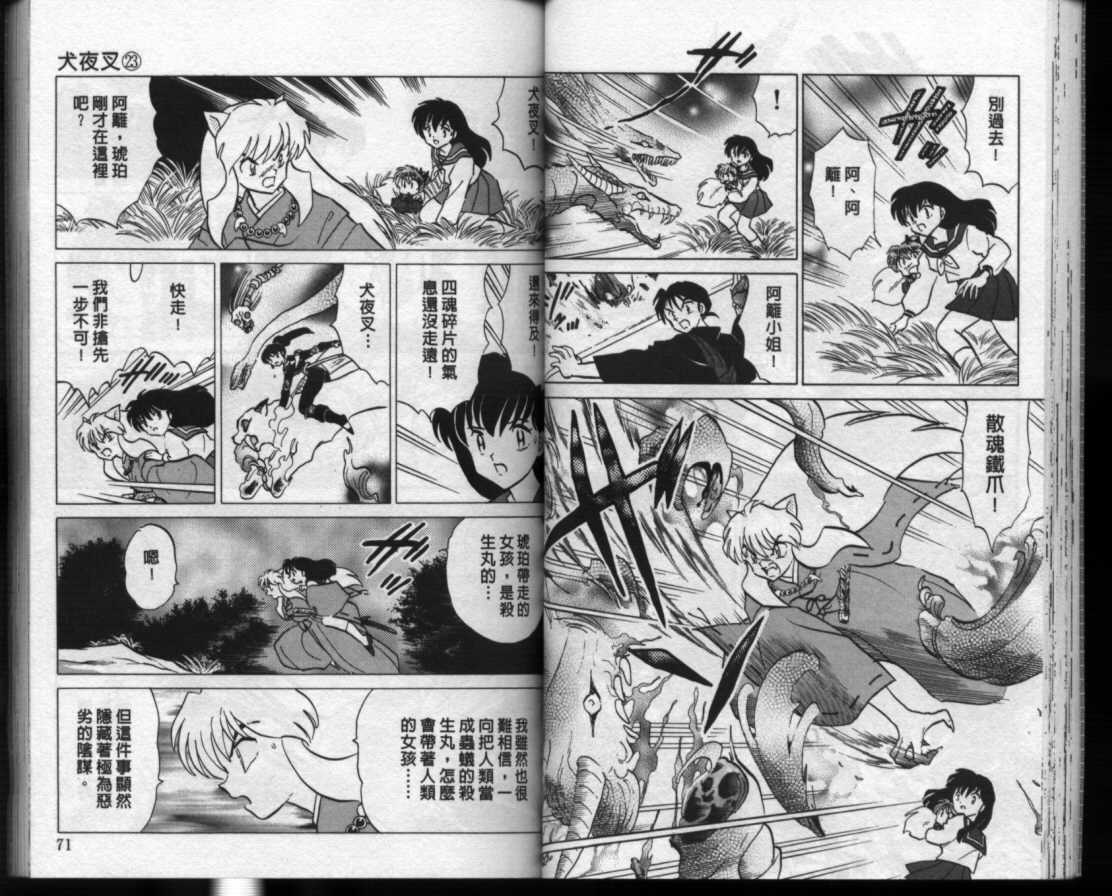 別過去！
阿、阿
籬！
！
阿籬小姐！
散魂鐵爪！
犬夜叉㉓
犬夜叉！
阿籬，琥珀
剛才在這裡
吧？
還來得及！
四魂碎片的氣
息還沒走遠！
犬夜叉…
快走！
我們非搶先
一步不可！
琥珀帶走的
女孩，是殺
生丸的…
嗯！
我雖然也很
難相信，一
向把人類當
成蟲蟻的殺
生丸，怎麼
會帶著人類
的女孩……
但這件事顯然
隱藏著極為惡
劣的陰謀。
71